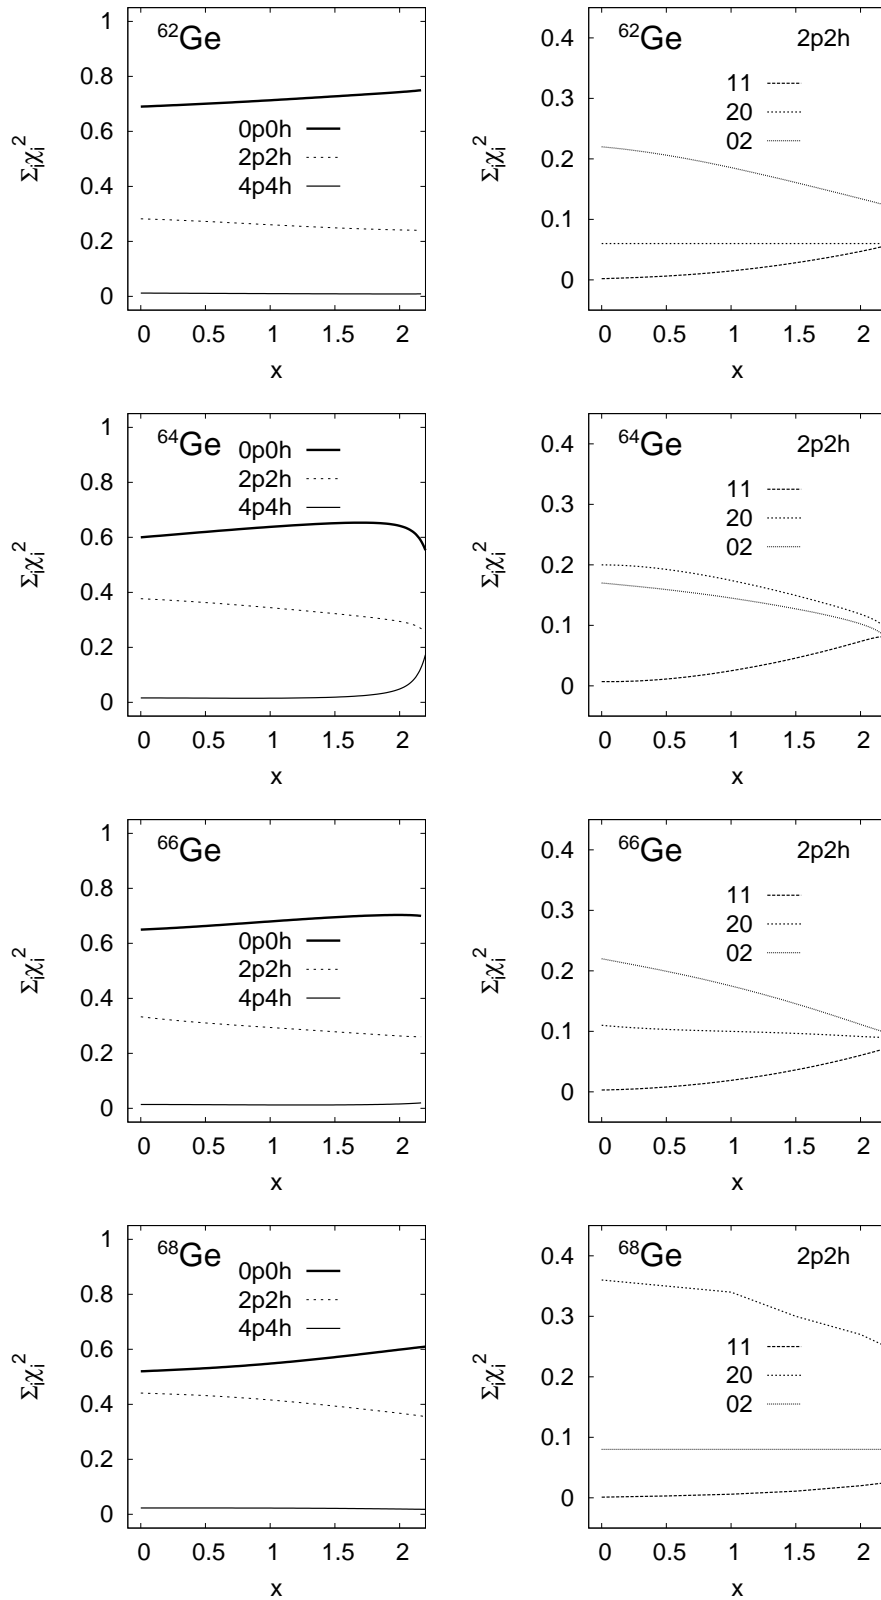 1
62Ge
0.8
0p0h
0.6
2p2h
4p4h
0.4
0.2
0
Σiχi2
0 0.5 1 1.5 2
x
0.4
62Ge 2p2h
11
0.3
20
02
0.2
0.1
0
Σiχi2
0 0.5 1 1.5 2
x
1
64Ge
0p0h
0.8
2p2h
4p4h
0.6
0.4
0.2
0
Σiχi2
0 0.5 1 1.5 2
x
0.4
64Ge 2p2h
11
0.3
20
02
0.2
0.1
0
Σiχi2
0 0.5 1 1.5 2
x
1
66Ge
0.8
0.6
0p0h
2p2h
4p4h
0.4
0.2
0
Σiχi2
0 0.5 1 1.5 2
x
0.4
66Ge 2p2h
11
0.3
20
02
0.2
0.1
0
Σiχi2
0 0.5 1 1.5 2
x
1
68Ge
0p0h
0.8
2p2h
4p4h
0.6
0.4
0.2
0
Σiχi2
0 0.5 1 1.5 2
x
0.4
68Ge 2p2h
0.3
11
20
02
0.2
0.1
0
Σiχi2
0 0.5 1 1.5 2
x